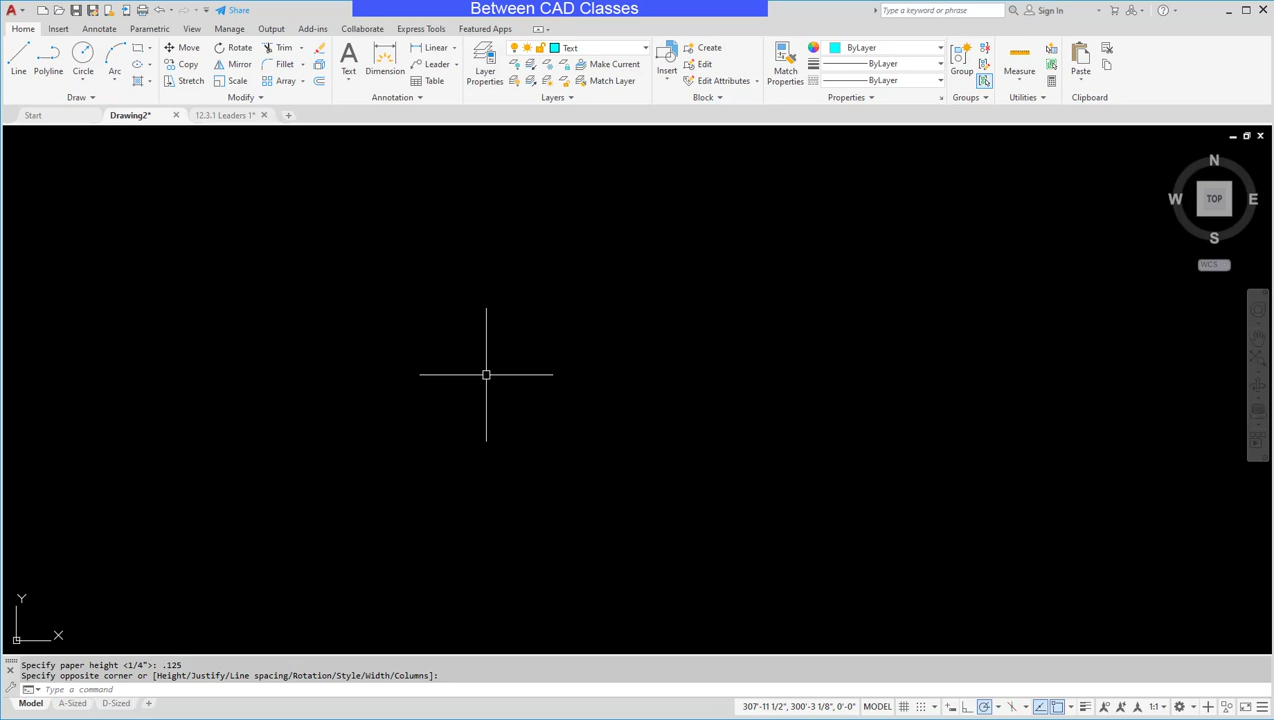 Between CAD Classes
Share
Type a keyword or phrase
Sign In
Home Insert Annotate Parametric View Manage Output Add-ins Collaborate Express Tools Featured Apps
Line Polyline Circle Arc
Move Rotate Trim
Copy Mirror Fillet
Stretch Scale Array
Text Dimension
Linear
Leader
Table
Layer Properties
Text
Make Current
Match Layer
Insert
Create
Edit
Edit Attributes
Match Properties
ByLayer
ByLayer
ByLayer
Group
Measure
Paste
Draw Modify Annotation Layers Block Properties Groups Utilities Clipboard
Start Drawing2* 12.3.1 Leaders 1*
N
W TOP E
S
WCS
Y
X
Specify paper height <1/4">: .125
Specify opposite corner or [Height/Justify/Line spacing/Rotation/Style/Width/Columns]:
Type a command
Model A-Sized D-Sized
307'-11 1/2", 300'-3 1/8", 0'-0" MODEL 1:1